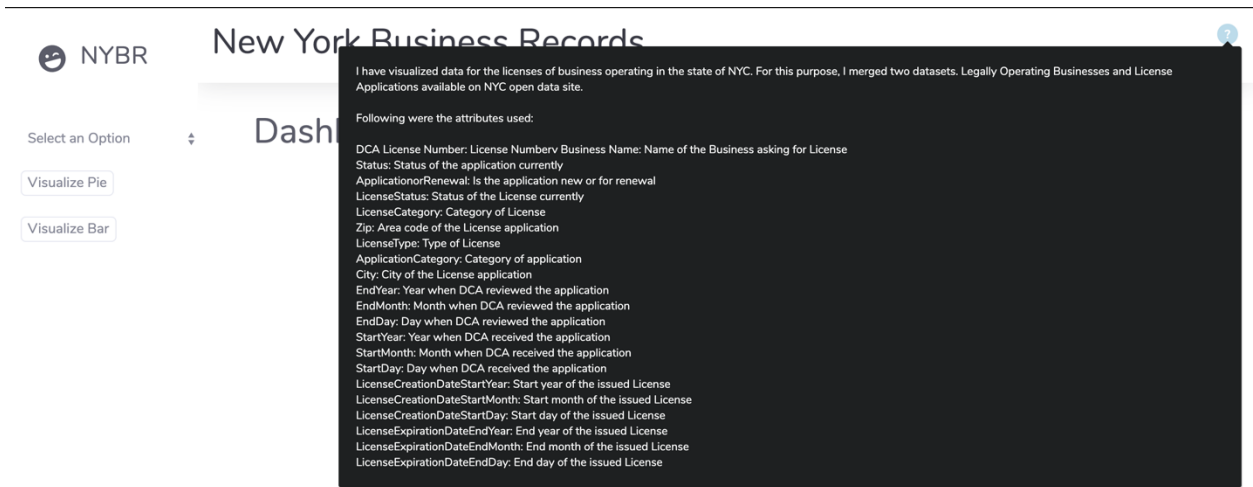 NYBR
New York Business Records
?
Select an Option
Visualize Pie
Visualize Bar
I have visualized data for the licenses of business operating in the state of NYC. For this purpose, I merged two datasets. Legally Operating Businesses and License
Applications available on NYC open data site.
Following were the attributes used:
DCA License Number: License Numberv Business Name: Name of the Business asking for License
Status: Status of the application currently
ApplicationorRenewal: Is the application new or for renewal
LicenseStatus: Status of the License currently
LicenseCategory: Category of License
Zip: Area code of the License application
LicenseType: Type of License
ApplicationCategory: Category of application
City: City of the License application
EndYear: Year when DCA reviewed the application
EndMonth: Month when DCA reviewed the application
EndDay: Day when DCA reviewed the application
StartYear: Year when DCA received the application
StartMonth: Month when DCA received the application
StartDay: Day when DCA received the application
LicenseCreationDateStartYear: Start year of the issued License
LicenseCreationDateStartMonth: Start month of the issued License
LicenseCreationDateStartDay: Start day of the issued License
LicenseExpirationDateEndYear: End year of the issued License
LicenseExpirationDateEndMonth: End month of the issued License
LicenseExpirationDateEndDay: End day of the issued License